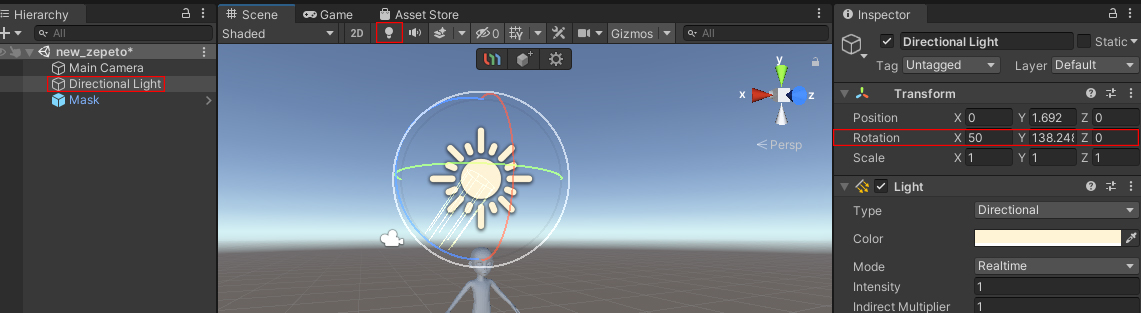 Hierarchy
All
new_zepeto*
Main Camera
Directional Light
Mask
Scene
Game
Asset Store
Shaded
2D
0
Gizmos
All
y
x
z
Persp
Inspector
Directional Light
Static
Tag Untagged Layer Default
Transform
Position X 0 Y 1.692 Z 0
Rotation X 50 Y 138.248 Z 0
Scale X 1 Y 1 Z 1
Light
Type Directional
Color
Mode Realtime
Intensity 1
Indirect Multiplier 1